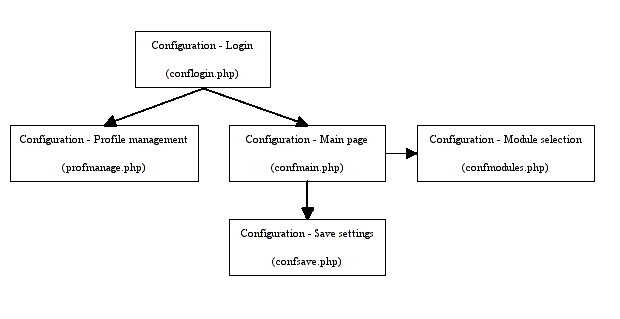 Configuration - Login
(conflogin.php)
Configuration - Profile management
(profmanage.php)
Configuration - Main page
(confmain.php)
Configuration - Module selection
(confmodules.php)
Configuration - Save settings
(confsave.php)